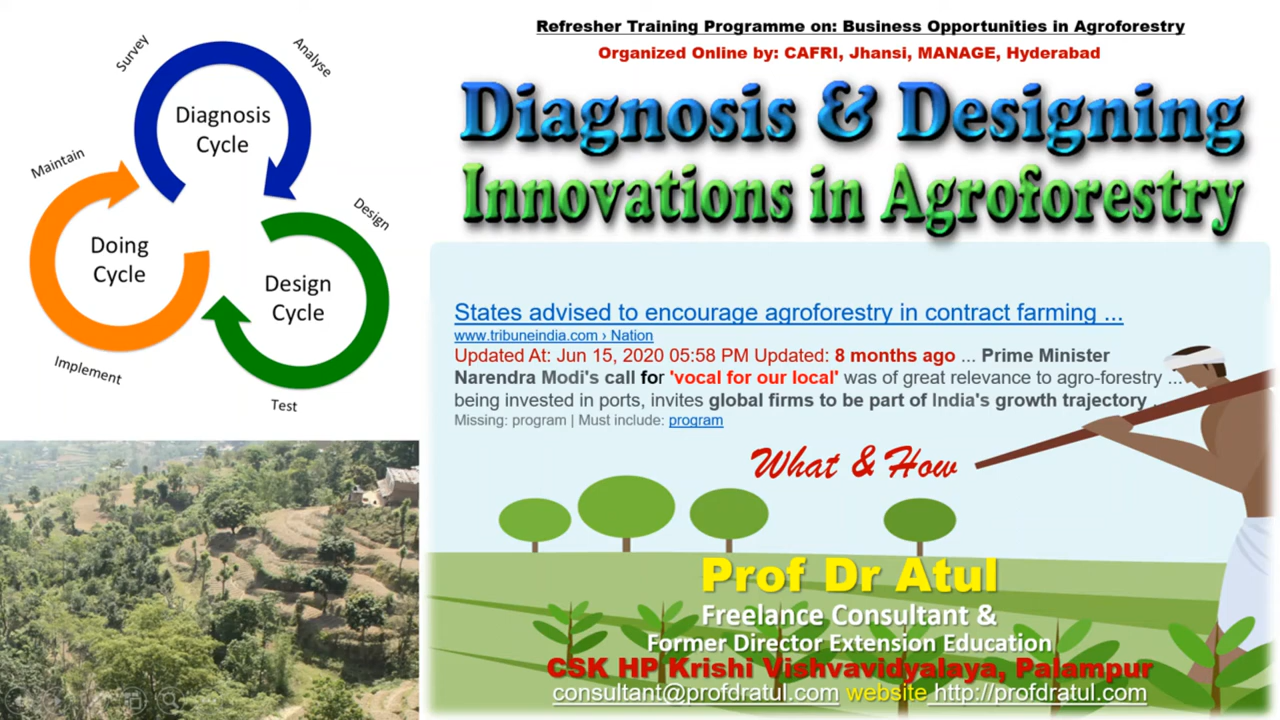 Refresher Training Programme on: Business Opportunities in Agroforestry
Organized Online by: CAFRI, Jhansi, MANAGE, Hyderabad
Diagnosis & Designing
Innovations in Agroforestry
Survey
Analyse
Diagnosis
Cycle
Maintain
Design
Doing
Cycle
Design
Cycle
Implement
Test
States advised to encourage agroforestry in contract farming ...
www.tribuneindia.com › Nation
Updated At: Jun 15, 2020 05:58 PM Updated: 8 months ago ... Prime Minister
Narendra Modi's call for 'vocal for our local' was of great relevance to agro-forestry ...
being invested in ports, invites global firms to be part of India's growth trajectory .
Missing: program | Must include: program
What & How
Prof Dr Atul
Freelance Consultant &
Former Director Extension Education
CSK HP Krishi Vishvavidyalaya, Palampur
consultant@profdratul.com website http://profdratul.com